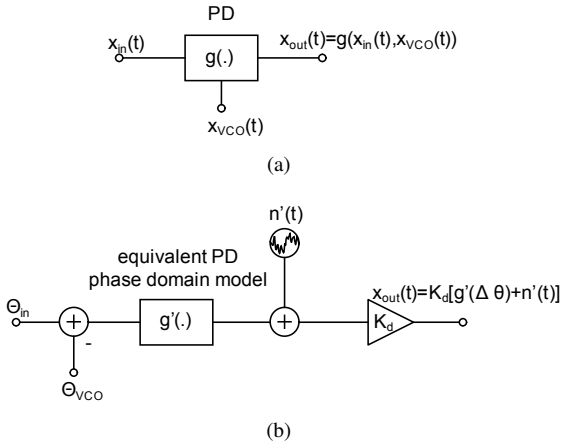 PD
x_in(t)
g(.)
x_out(t)=g(x_in(t),x_VCO(t))
x_VCO(t)
(a)
n'(t)
equivalent PD
phase domain model
x_out(t)=K_d[g'(Δ θ)+n'(t)]
Θ_in
+
g'(.)
+
K_d
-
Θ_VCO
(b)